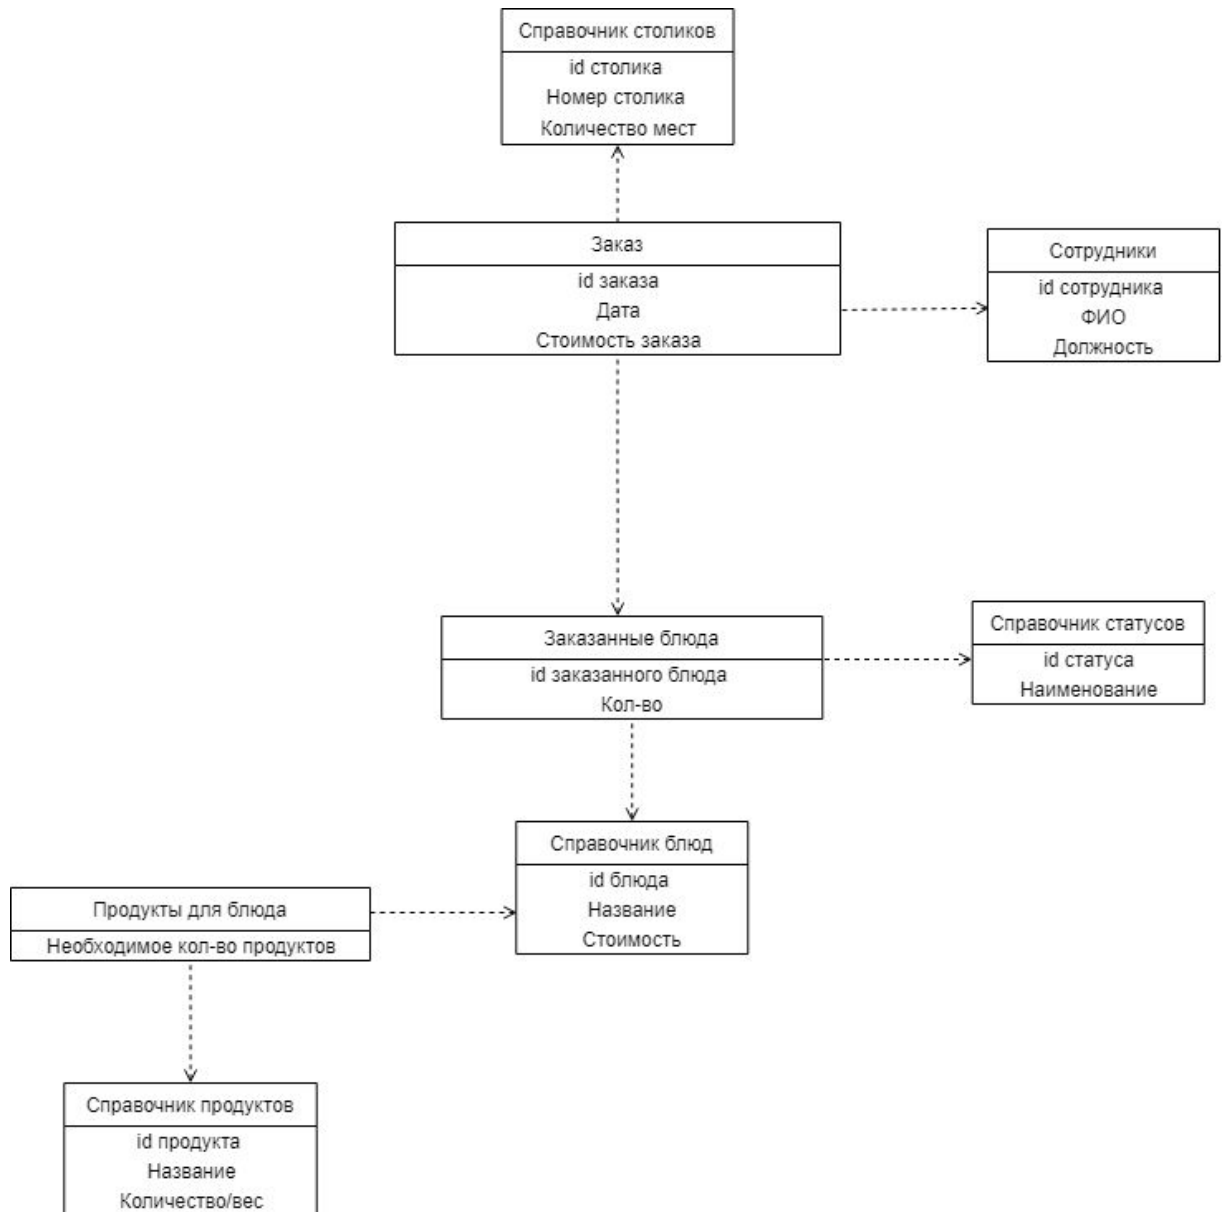 Справочник столиков
id столика
Номер столика
Количество мест
Заказ
id заказа
Дата
Стоимость заказа
Сотрудники
id сотрудника
ФИО
Должность
Заказанные блюда
id заказанного блюда
Кол-во
Справочник статусов
id статуса
Наименование
Справочник блюд
id блюда
Название
Стоимость
Продукты для блюда
Необходимое кол-во продуктов
Справочник продуктов
id продукта
Название
Количество/вес